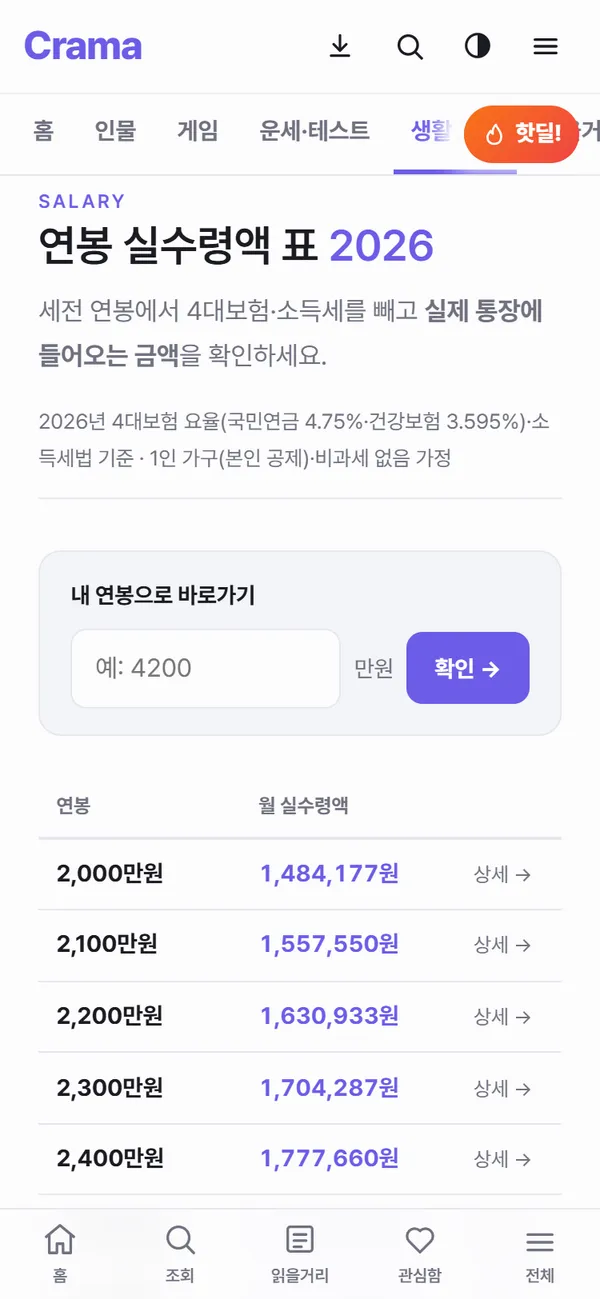 Crama
홈 인물 게임 운세·테스트 생활 핫딜!
SALARY
연봉 실수령액 표 2026
세전 연봉에서 4대보험·소득세를 빼고 실제 통장에
들어오는 금액을 확인하세요.
2026년 4대보험 요율(국민연금 4.75%·건강보험 3.595%)·소
득세법 기준 · 1인 가구(본인 공제)·비과세 없음 가정
내 연봉으로 바로가기
예: 4200 만원 확인 →
연봉 월 실수령액
2,000만원 1,484,177원 상세 →
2,100만원 1,557,550원 상세 →
2,200만원 1,630,933원 상세 →
2,300만원 1,704,287원 상세 →
2,400만원 1,777,660원 상세 →
홈 조회 읽을거리 관심함 전체